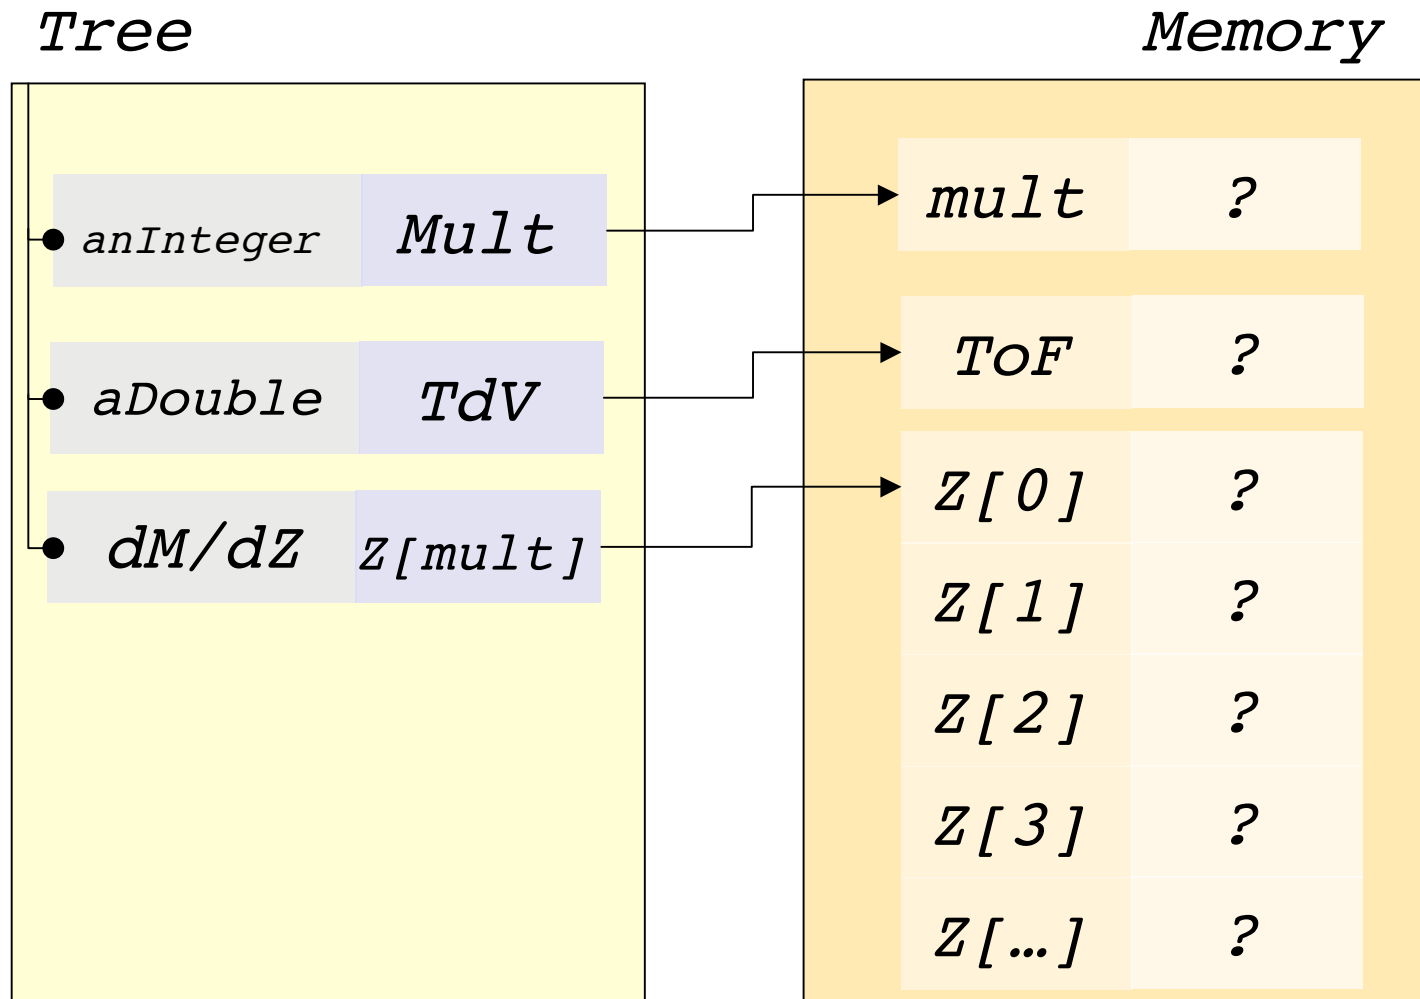 Tree
Memory
anInteger Mult
mult ?
aDouble TdV
ToF ?
dM/dZ Z[mult]
Z[0] ?
Z[1] ?
Z[2] ?
Z[3] ?
Z[…] ?